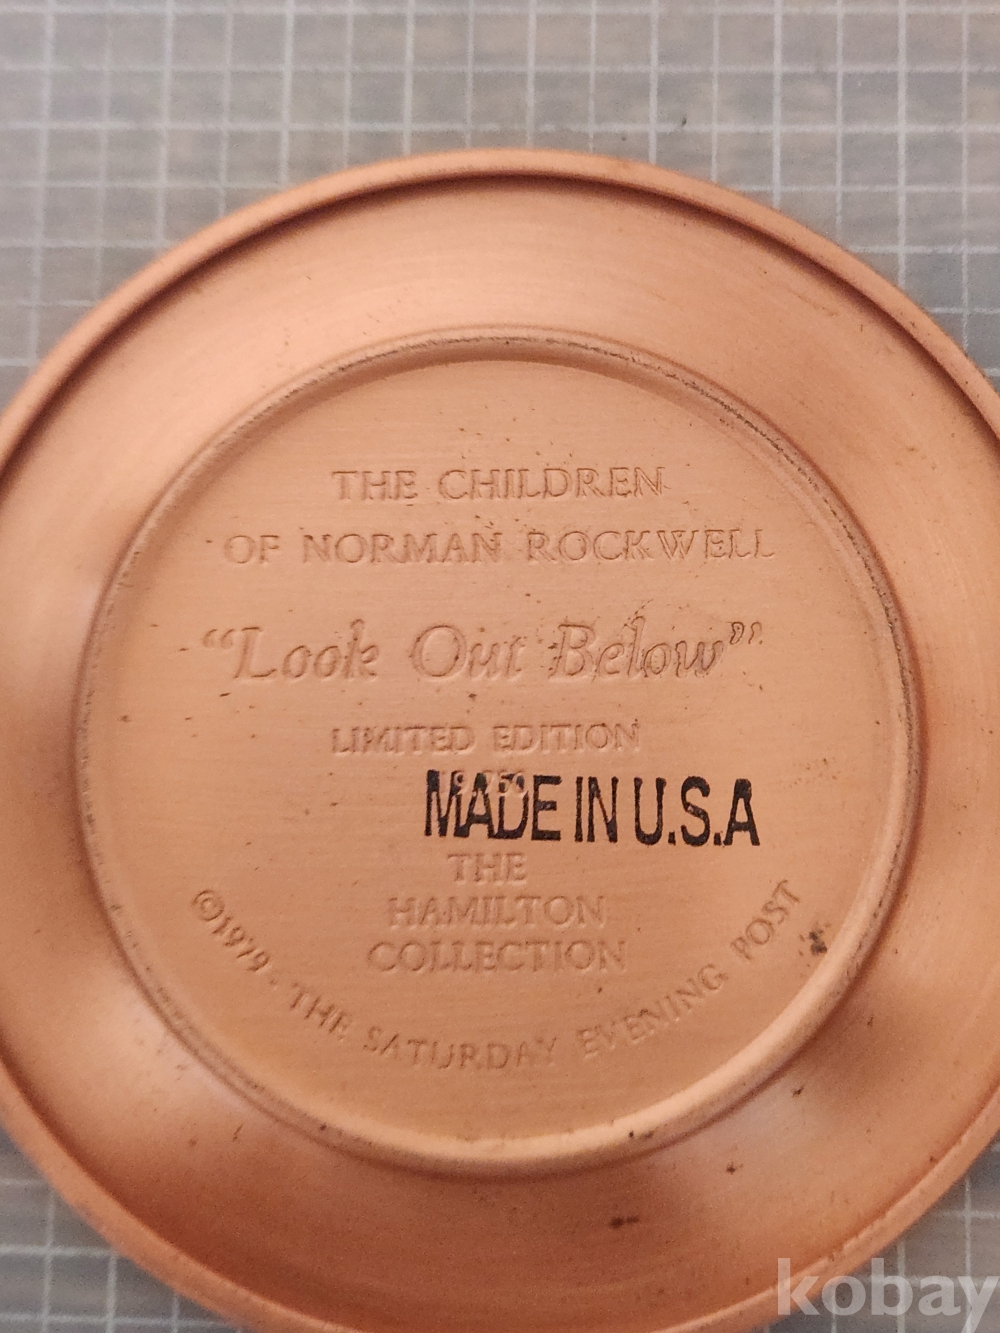 THE CHILDREN
OF NORMAN ROCKWELL
“Look Out Below”
LIMITED EDITION
MADE IN U.S.A
THE
HAMILTON
COLLECTION
©1979 · THE SATURDAY EVENING POST
kobay